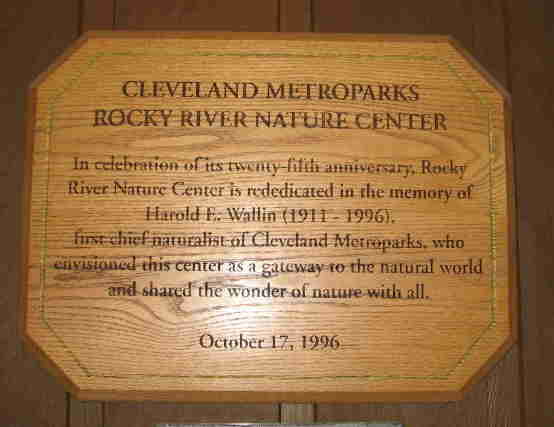 CLEVELAND METROPARKS
ROCKY RIVER NATURE CENTER
In celebration of its twenty-fifth anniversary, Rocky
River Nature Center is rededicated in the memory of
Harold E. Wallin (1911 - 1996),
first chief naturalist of Cleveland Metroparks, who
envisioned this center as a gateway to the natural world
and shared the wonder of nature with all.
October 17, 1996